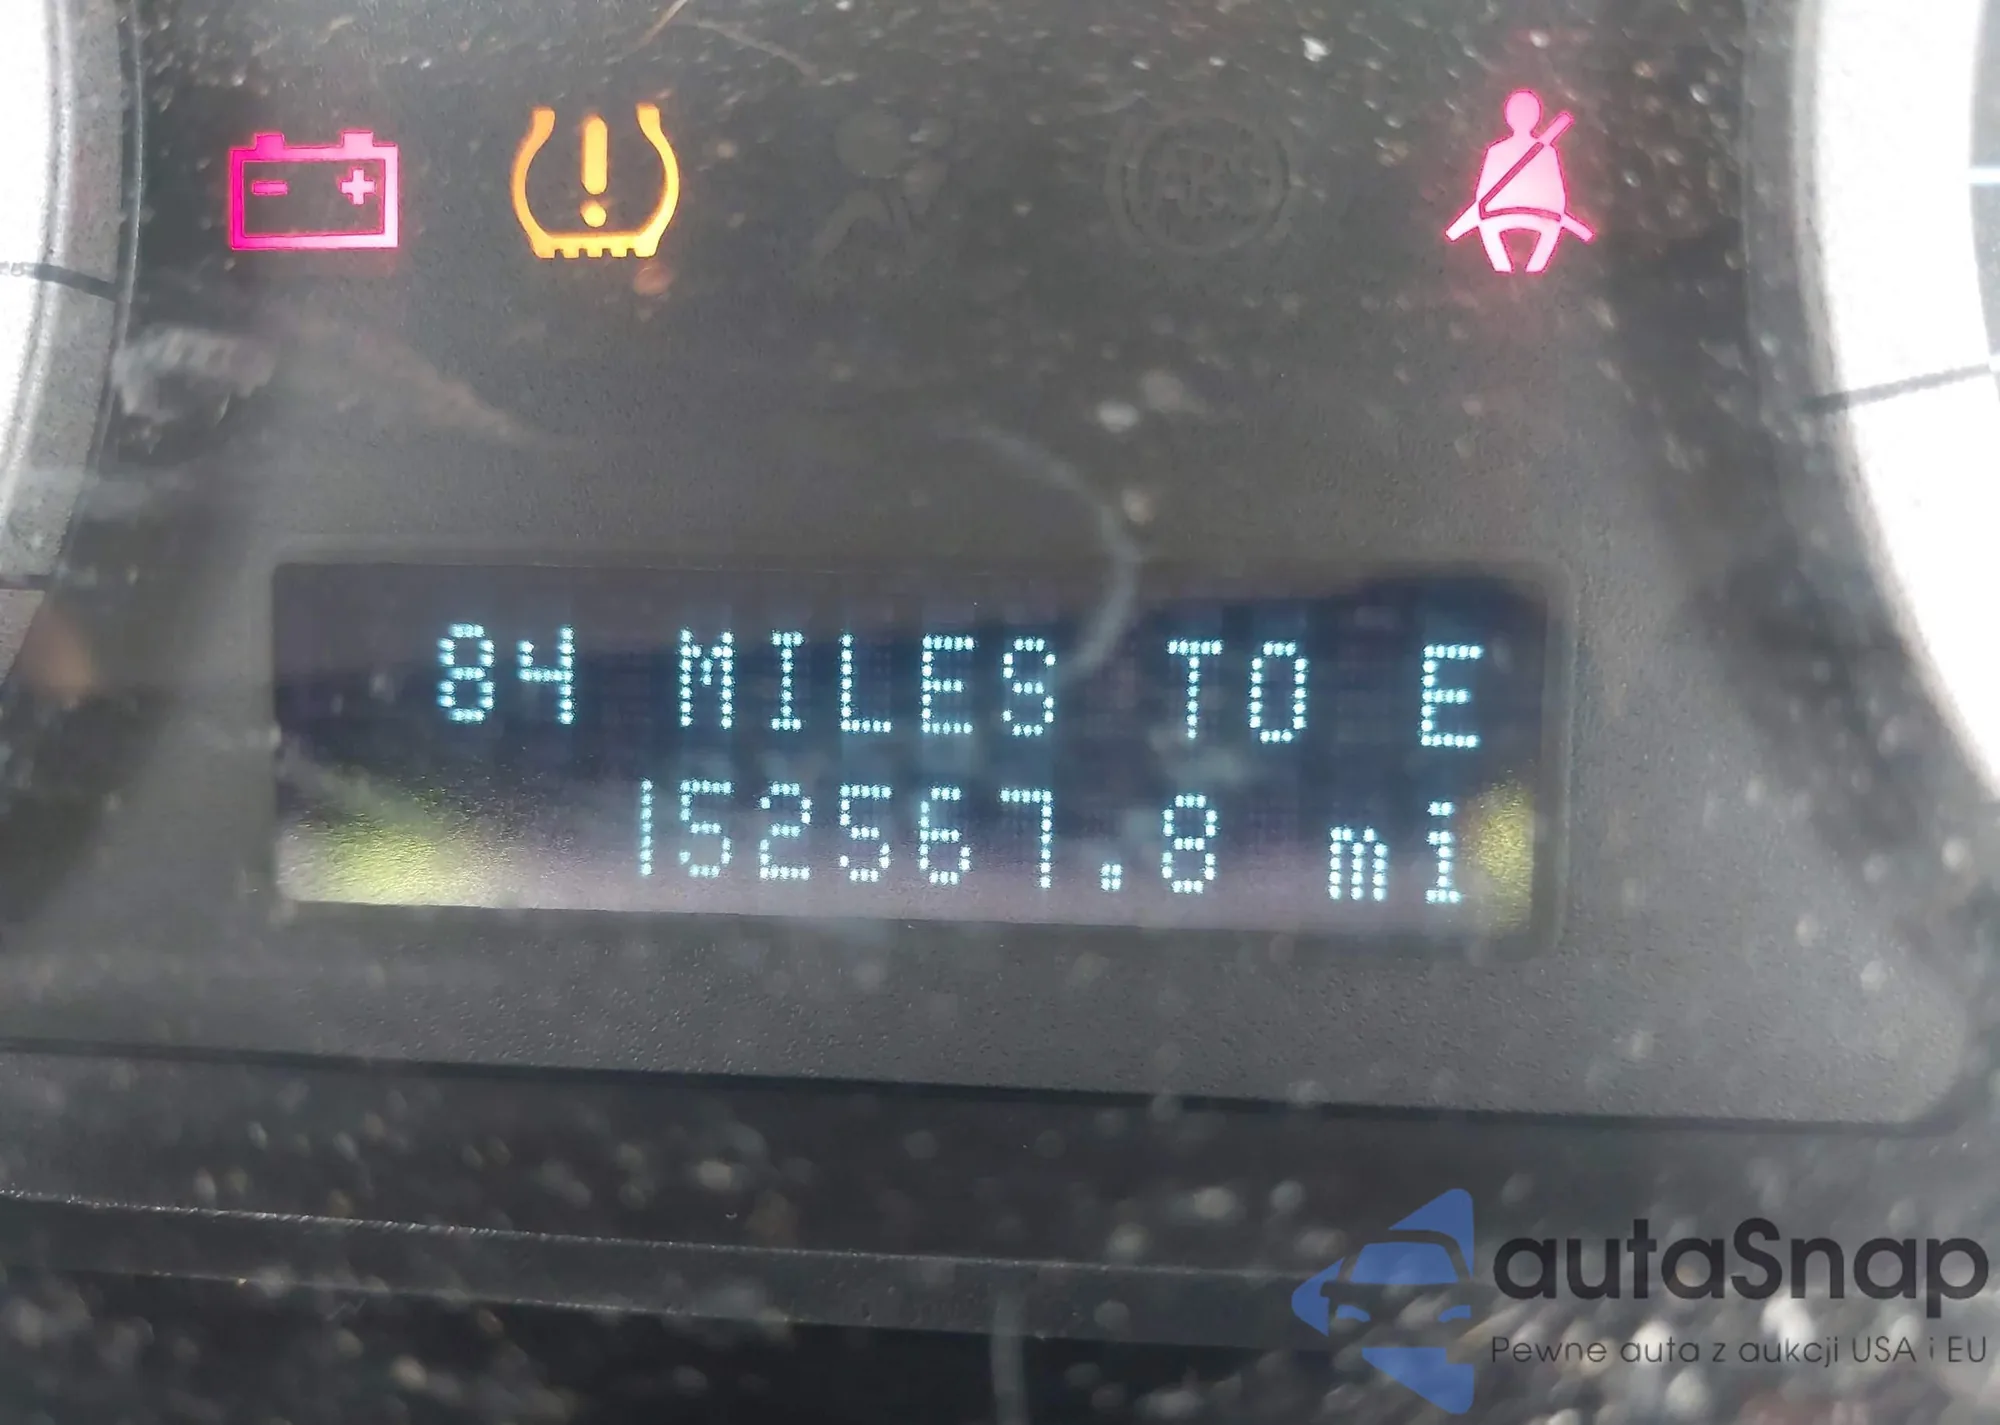 84 MILES TO E
152567.8 mi
autaSnap
Pewne auta z aukcji USA i EU